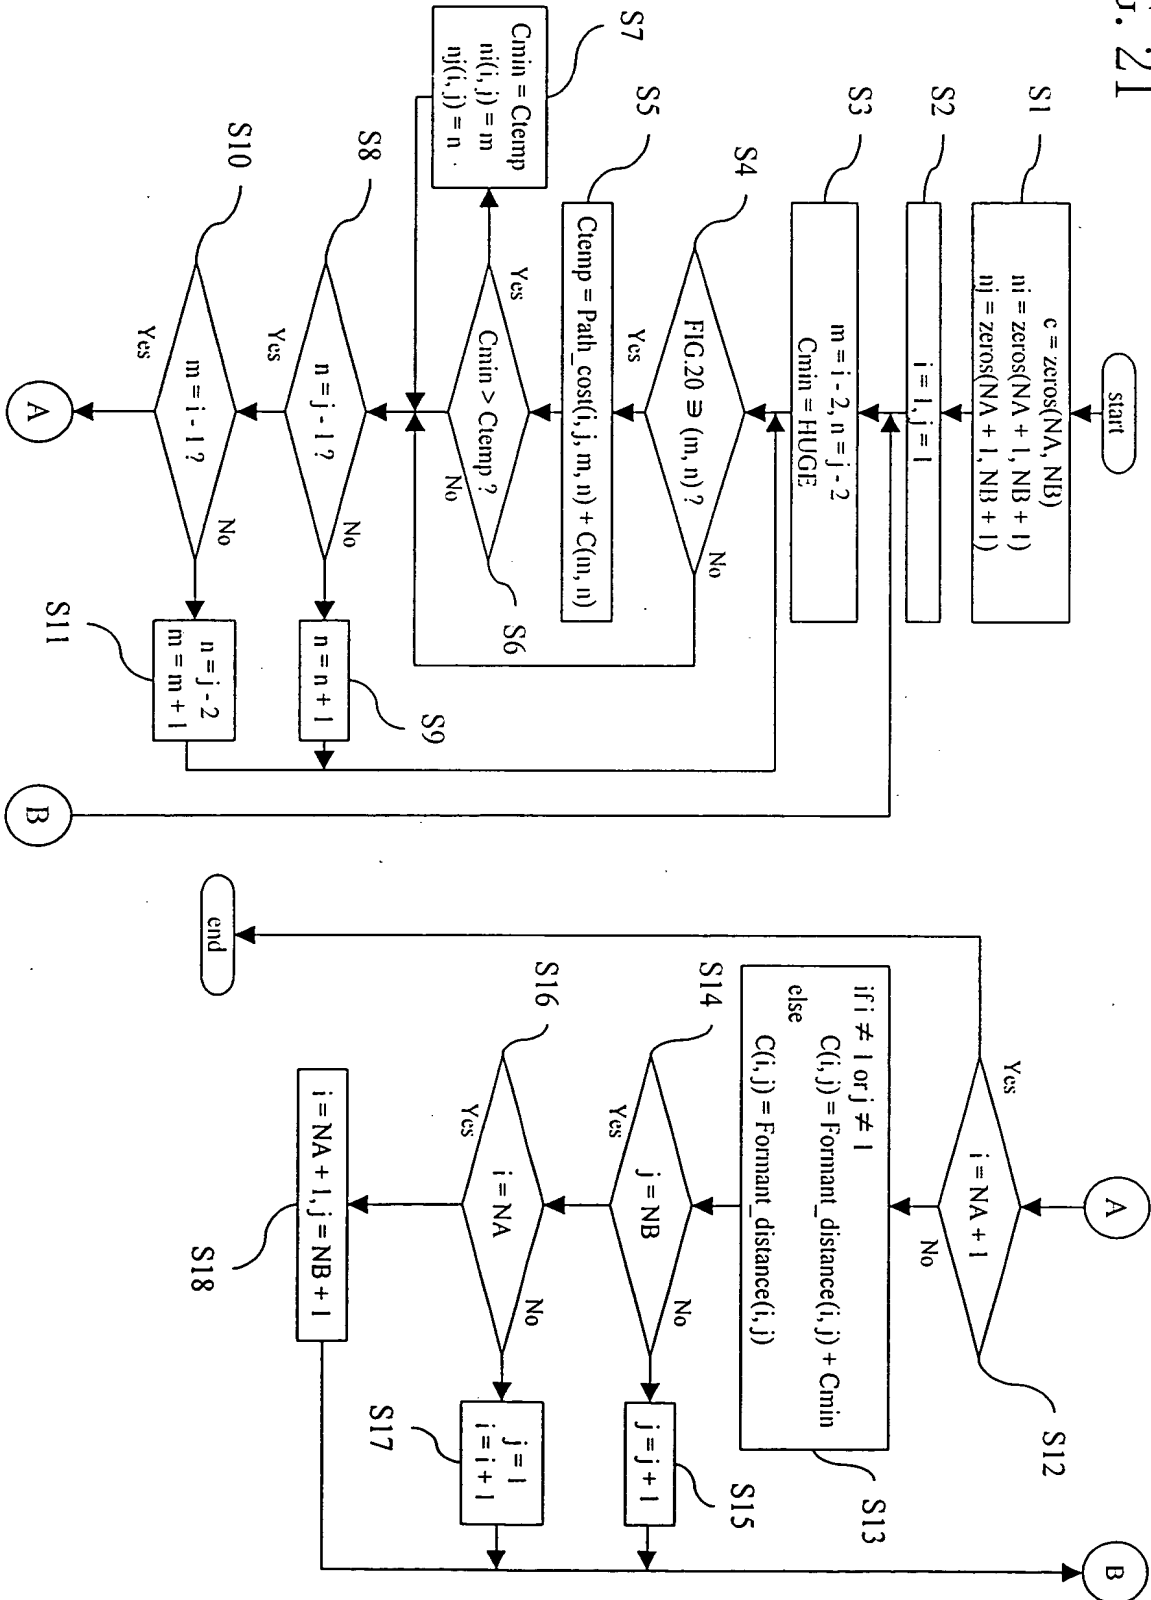 G. 21
start
S1
c = zeros(NA, NB)
ni = zeros(NA + 1, NB + 1)
nj = zeros(NA + 1, NB + 1)
S2
i = 1, j = 1
S3
m = i - 2, n = j - 2
Cmin = HUGE
S4
FIG.20 ∋ (m, n) ?
No
Yes
S5
Ctemp = Path_cost(i, j, m, n) + C(m, n)
S6
Cmin > Ctemp ?
Yes
No
S7
Cmin = Ctemp
ni(i, j) = m
nj(i, j) = n
S8
n = j - 1 ?
No
Yes
S9
n = n + 1
S10
m = i - 1 ?
No
Yes
S11
n = j - 2
m = m + 1
A
B
A
S12
i = NA + 1
Yes
No
S13
if i ≠ 1 or j ≠ 1
C(i, j) = Formant_distance(i, j) + Cmin
else
C(i, j) = Formant_distance(i, j)
S14
j = NB
No
Yes
S15
j = j + 1
S16
i = NA
No
Yes
S17
j = 1
i = i + 1
S18
i = NA + 1, j = NB + 1
B
end